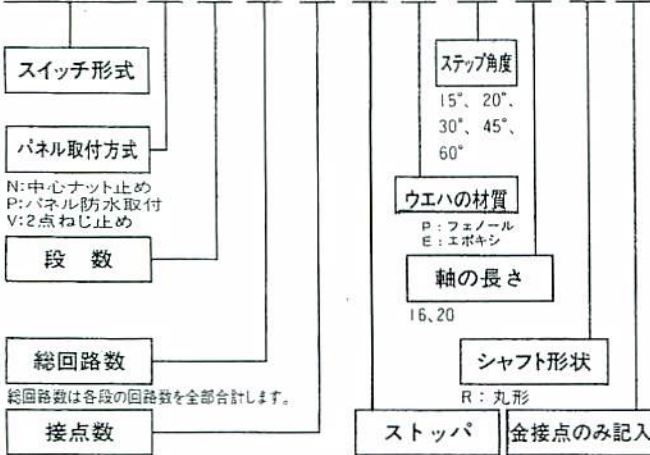 スイッチ形式
パネル取付方式
N:中心ナット止め
P:パネル防水取付
V:2点ねじ止め
段 数
総回路数
総回路数は各段の回路数を全部合計します。
接点数
ステップ角度
15°、20°、
30°、45°、
60°
ウエハの材質
P:フェノール
E:エポキシ
軸の長さ
16、20
シャフト形状
R:丸形
ストッパ
金接点のみ記入